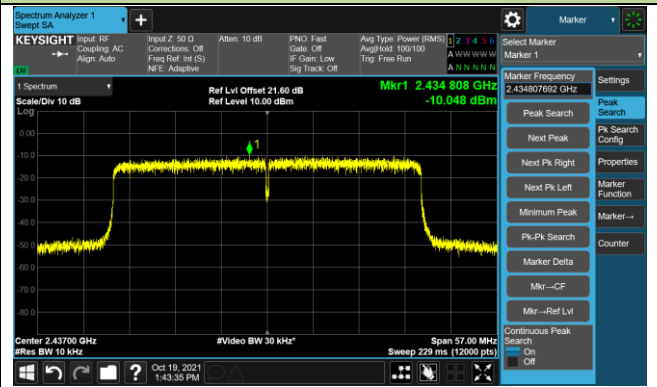 Spectrum Analyzer 1
Swept SA
Marker
KEYSIGHT
Input: RF
Coupling: AC
Align: Auto
Input Z: 50 Ω
Corrections: Off
Freq Ref: Int (S)
NFE: Adaptive
Atten: 10 dB
PNO: Fast
Gate: Off
IF Gain: Low
Sig Track: Off
Avg Type: Power (RMS)
Avg|Hold: 100/100
Trig: Free Run
1 2 3 4 5 6
A W W W W W
A N N N N N
Select Marker
Marker 1
LXI
1 Spectrum
Scale/Div 10 dB
Log
Ref Lvl Offset 21.60 dB
Ref Level 10.00 dBm
Mkr1 2.434 808 GHz
-10.048 dBm
0.00
-10.0
-20.0
-30.0
-40.0
-50.0
-60.0
-70.0
-80.0
1
Center 2.43700 GHz
#Res BW 10 kHz
#Video BW 30 kHz*
Span 57.00 MHz
Sweep 229 ms (12000 pts)
Marker Frequency
2.434807692 GHz
Peak Search
Next Peak
Next Pk Right
Next Pk Left
Minimum Peak
Pk-Pk Search
Marker Delta
Mkr→CF
Mkr→Ref Lvl
Continuous Peak
Search
On
Off
Settings
Peak
Search
Pk Search
Config
Properties
Marker
Function
Marker→
Counter
?
Oct 19, 2021
1:43:35 PM